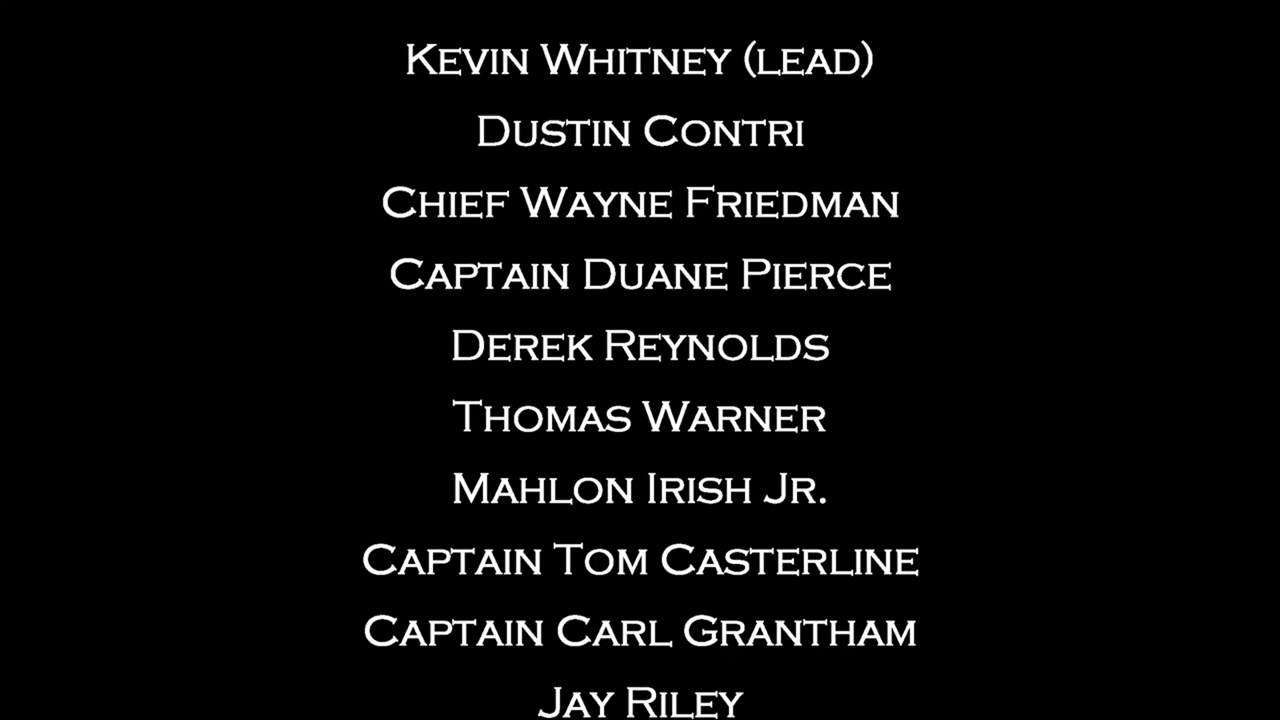 Kevin Whitney (lead)
Dustin Contri
Chief Wayne Friedman
Captain Duane Pierce
Derek Reynolds
Thomas Warner
Mahlon Irish Jr.
Captain Tom Casterline
Captain Carl Grantham
Jay Riley